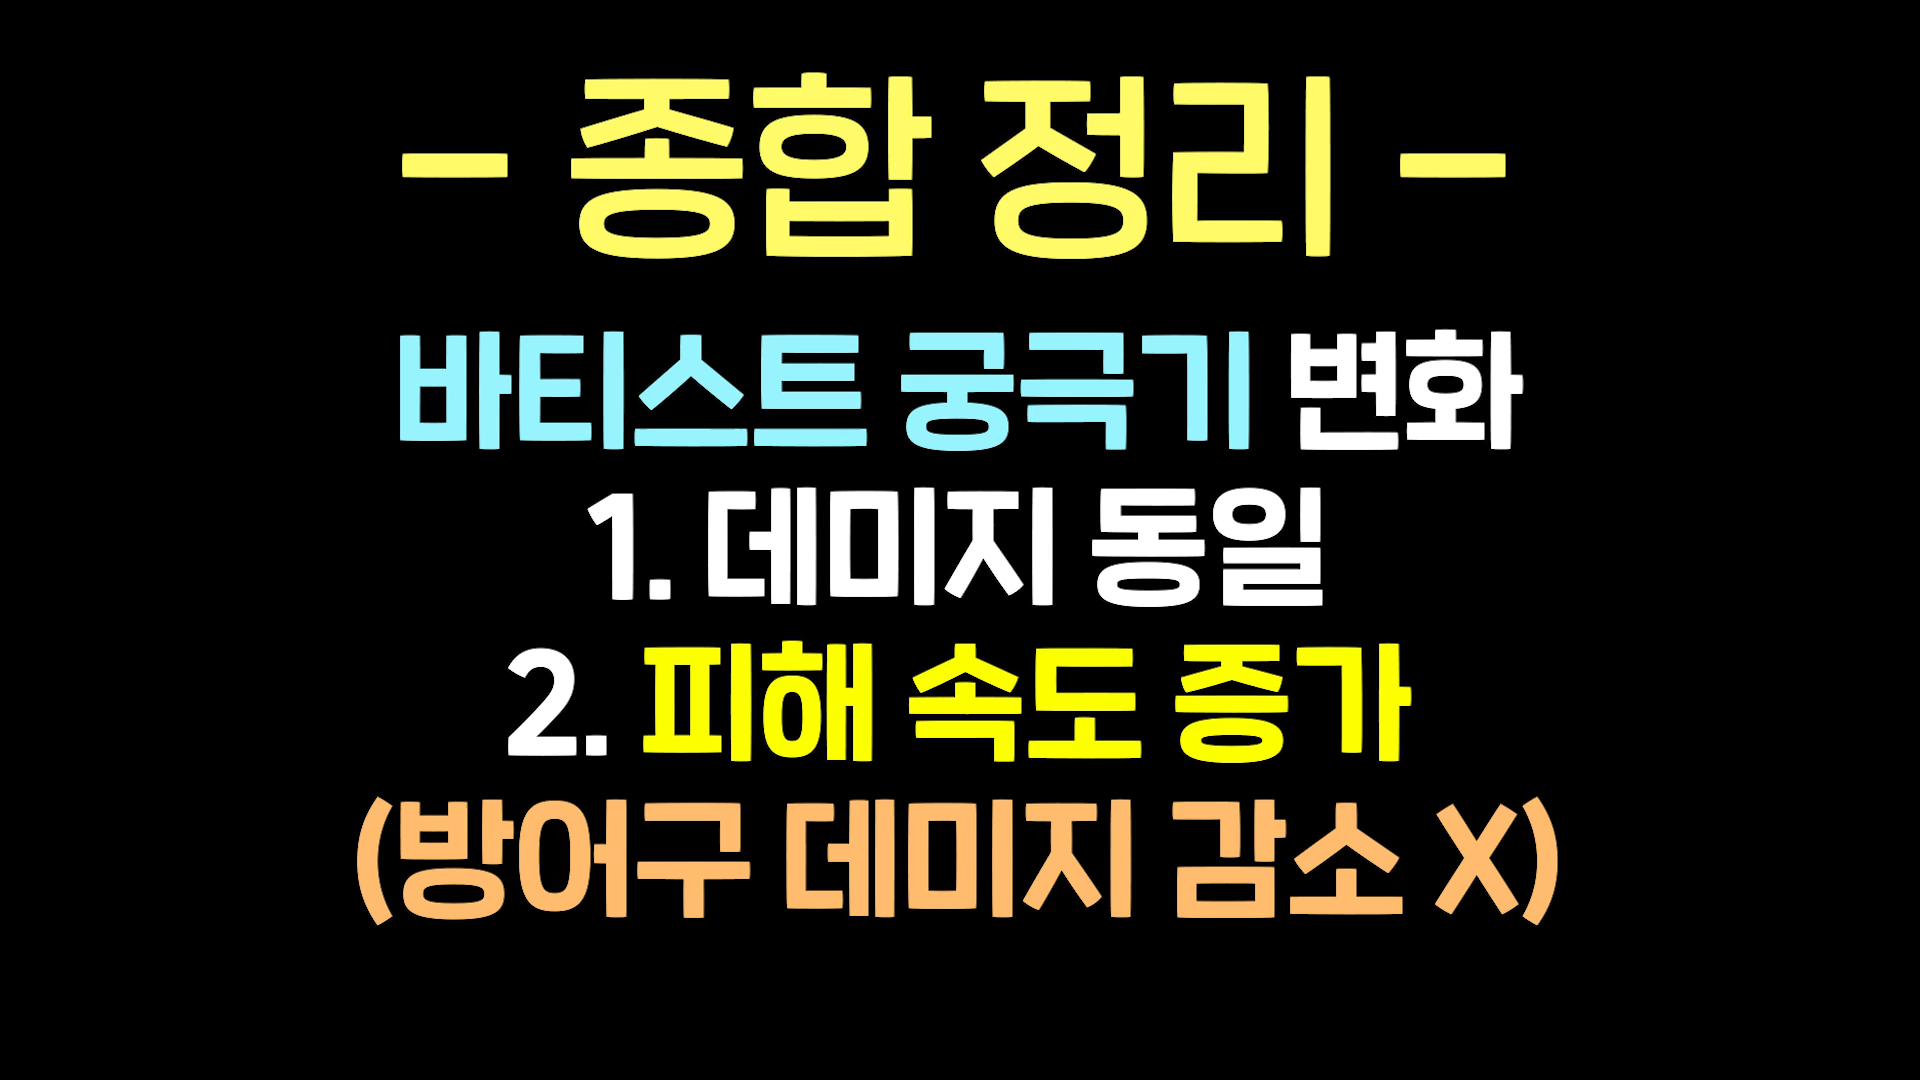 - 종합 정리 -
바티스트 궁극기 변화
1. 데미지 동일
2. 피해 속도 증가
(방어구 데미지 감소 X)